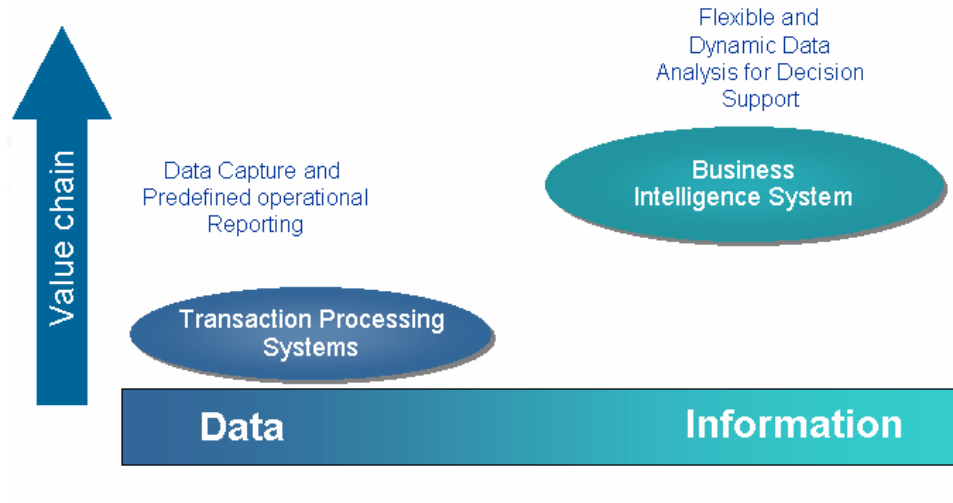 Flexible and
Dynamic Data
Analysis for Decision
Support
Business
Intelligence System
Data Capture and
Predefined operational
Reporting
Value chain
Transaction Processing
Systems
Data
Information